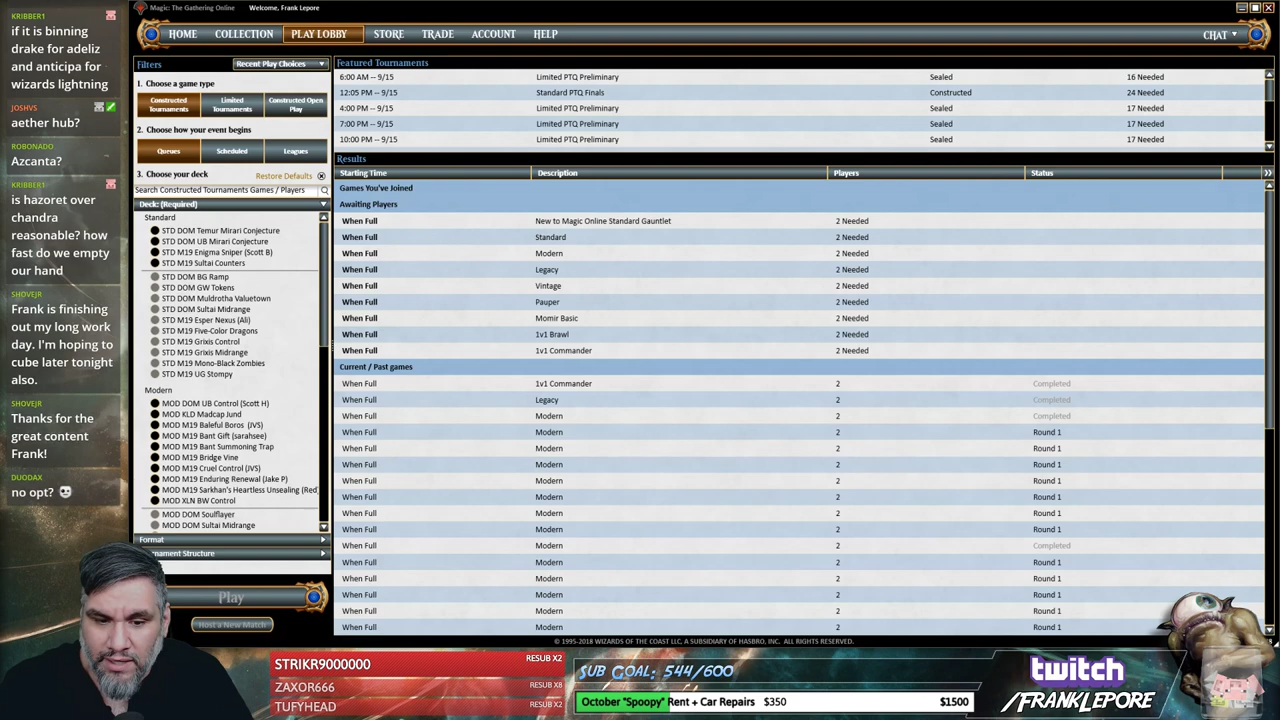 KRIBBER1
if it is binning
drake for adeliz
and anticipa for
wizards lightning
JOSHVS
aether hub?
ROBONADO
Azcanta?
KRIBBER1
is hazoret over
chandra
reasonable? how
fast do we empty
our hand
SHOVEJR
Frank is finishing
out my long work
day. I'm hoping to
cube later tonight
also.
SHOVEJR
Thanks for the
great content
Frank!
DUODAX
no opt?
Magic: The Gathering Online Welcome, Frank Lepore
HOME COLLECTION PLAY LOBBY STORE TRADE ACCOUNT HELP CHAT
Filters Recent Play Choices
1. Choose a game type
Constructed Tournaments Limited Tournaments Constructed Open Play
2. Choose how your event begins
Queues Scheduled Leagues
3. Choose your deck Restore Defaults
Search Constructed Tournaments Games / Players
Deck: (Required)
Standard
STD DOM Temur Mirari Conjecture
STD DOM UB Mirari Conjecture
STD M19 Enigma Sniper (Scott B)
STD M19 Sultai Counters
STD DOM BG Ramp
STD DOM GW Tokens
STD DOM Muldrotha Valuetown
STD DOM Sultai Midrange
STD M19 Esper Nexus (Ali)
STD M19 Five-Color Dragons
STD M19 Grixis Control
STD M19 Grixis Midrange
STD M19 Mono-Black Zombies
STD M19 UG Stompy
Modern
MOD DOM UB Control (Scott H)
MOD KLD Madcap Jund
MOD M19 Baleful Boros (JVS)
MOD M19 Bant Gift (sarahsee)
MOD M19 Bant Summoning Trap
MOD M19 Bridge Vine
MOD M19 Cruel Control (JVS)
MOD M19 Enduring Renewal (Jake P)
MOD M19 Sarkhan's Heartless Unsealing (Red
MOD XLN BW Control
MOD DOM Soulflayer
MOD DOM Sultai Midrange
Format
urnament Structure
Play
Host a New Match
Featured Tournaments
6:00 AM -- 9/15 Limited PTQ Preliminary Sealed 16 Needed
12:05 PM -- 9/15 Standard PTQ Finals Constructed 24 Needed
4:00 PM -- 9/15 Limited PTQ Preliminary Sealed 17 Needed
7:00 PM -- 9/15 Limited PTQ Preliminary Sealed 17 Needed
10:00 PM -- 9/15 Limited PTQ Preliminary Sealed 17 Needed
Results
Starting Time Description Players Status
Games You've Joined
Awaiting Players
When Full New to Magic Online Standard Gauntlet 2 Needed
When Full Standard 2 Needed
When Full Modern 2 Needed
When Full Legacy 2 Needed
When Full Vintage 2 Needed
When Full Pauper 2 Needed
When Full Momir Basic 2 Needed
When Full 1v1 Brawl 2 Needed
When Full 1v1 Commander 2 Needed
Current / Past games
When Full 1v1 Commander 2 Completed
When Full Legacy 2 Completed
When Full Modern 2 Completed
When Full Modern 2 Round 1
When Full Modern 2 Round 1
When Full Modern 2 Round 1
When Full Modern 2 Round 1
When Full Modern 2 Round 1
When Full Modern 2 Round 1
When Full Modern 2 Round 1
When Full Modern 2 Completed
When Full Modern 2 Round 1
When Full Modern 2 Round 1
When Full Modern 2 Round 1
When Full Modern 2 Round 1
When Full Modern 2 Round 1
© 1995-2018 WIZARDS OF THE COAST LLC, A SUBSIDIARY OF HASBRO, INC. ALL RIGHTS RESERVED.
STRIKR9000000 RESUB X2
ZAXOR666 RESUB X8
TUFYHEAD RESUB X2
SUB GOAL: 544/600
October "Spoopy" Rent + Car Repairs $350 $1500
twitch
/FRANKLEPORE